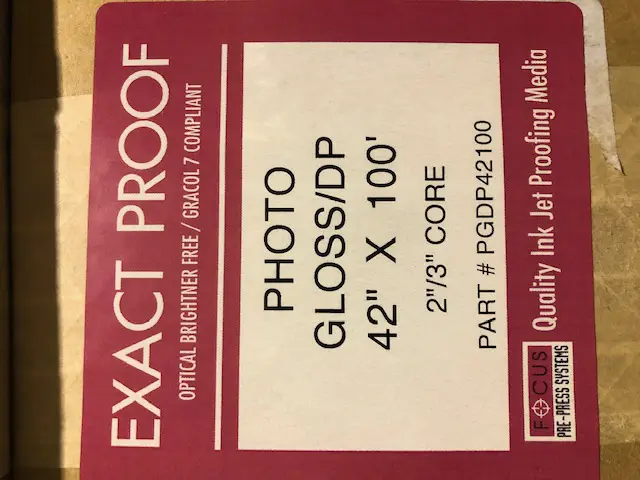 EXACT PROOF
OPTICAL BRIGHTNER FREE / GRACOL 7 COMPLIANT
PHOTO
GLOSS/DP
42" X 100'
2"/3" CORE
PART # PGDP42100
FOCUS
PRE-PRESS SYSTEMS
Quality Ink Jet Proofing Media